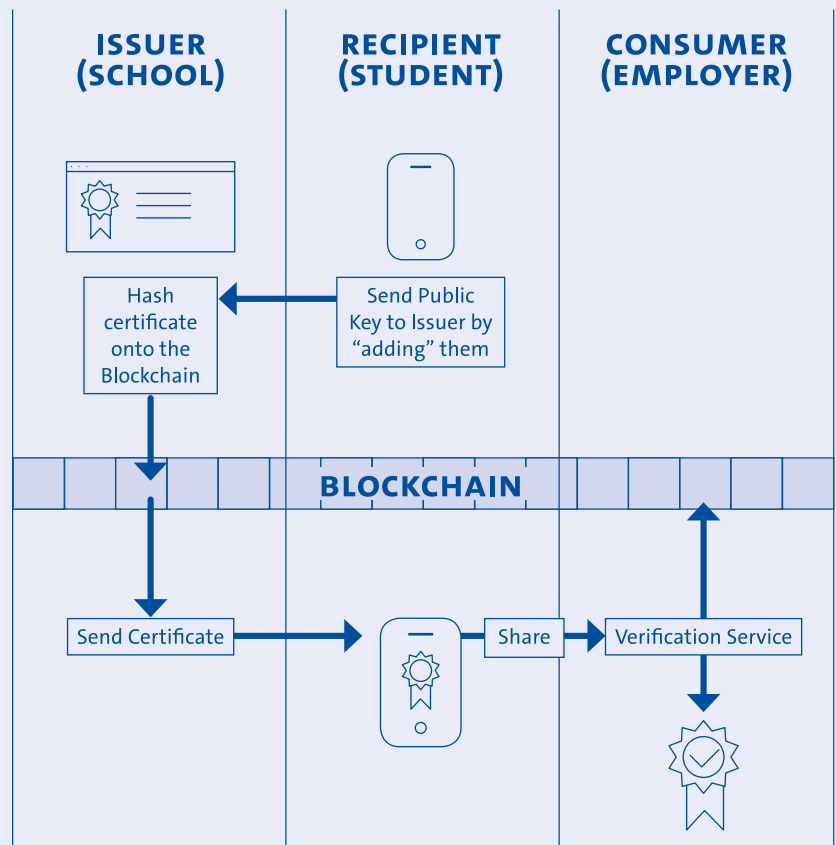 ISSUER
(SCHOOL)
RECIPIENT
(STUDENT)
CONSUMER
(EMPLOYER)
Hash
certificate
onto the
Blockchain
Send Public
Key to Issuer by
“adding” them
BLOCKCHAIN
Send Certificate
Share
Verification Service